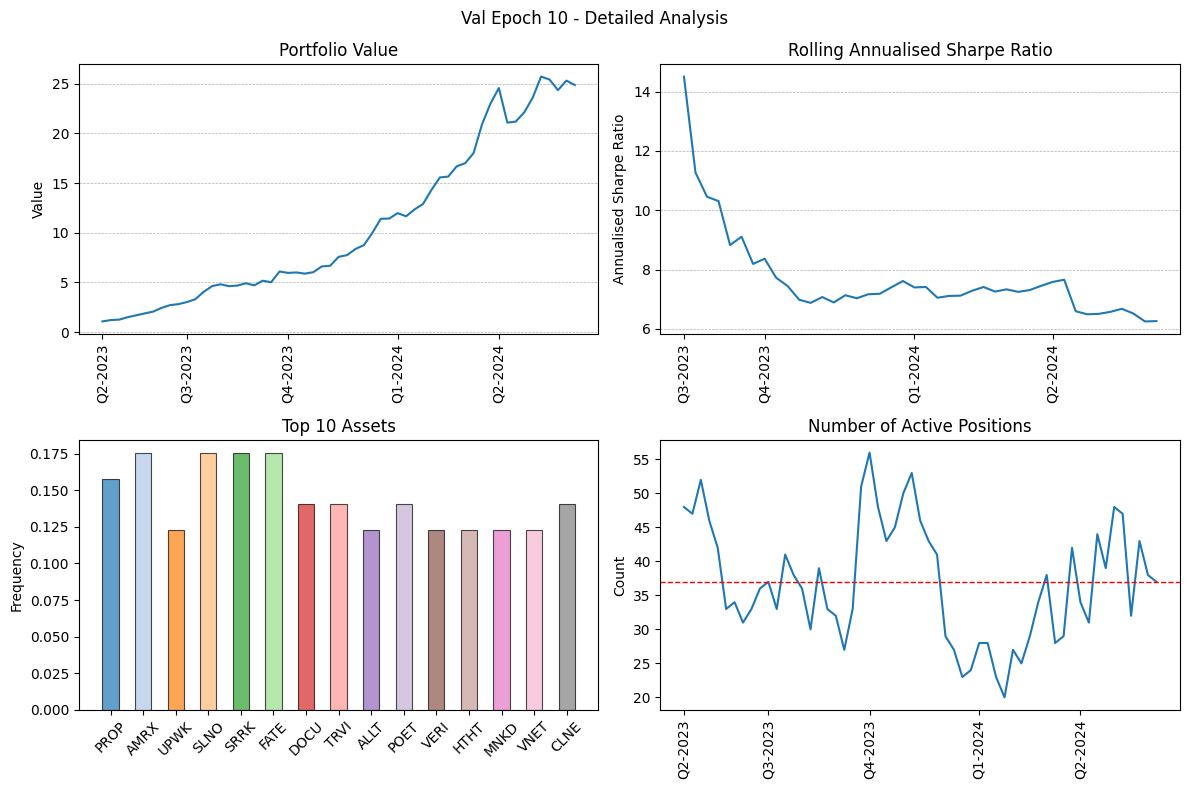 Val Epoch 10 - Detailed Analysis
Portfolio Value
Value
25
20
15
10
5
0
Q2-2023
Q3-2023
Q4-2023
Q1-2024
Q2-2024
Rolling Annualised Sharpe Ratio
Annualised Sharpe Ratio
14
12
10
8
6
Q3-2023
Q4-2023
Q1-2024
Q2-2024
Top 10 Assets
Frequency
0.175
0.150
0.125
0.100
0.075
0.050
0.025
0.000
PROP
AMRX
UPWK
SLNO
SRRK
FATE
DOCU
TRVI
ALLT
POET
VERI
HTHT
MNKD
VNET
CLNE
Number of Active Positions
Count
55
50
45
40
35
30
25
20
Q2-2023
Q3-2023
Q4-2023
Q1-2024
Q2-2024